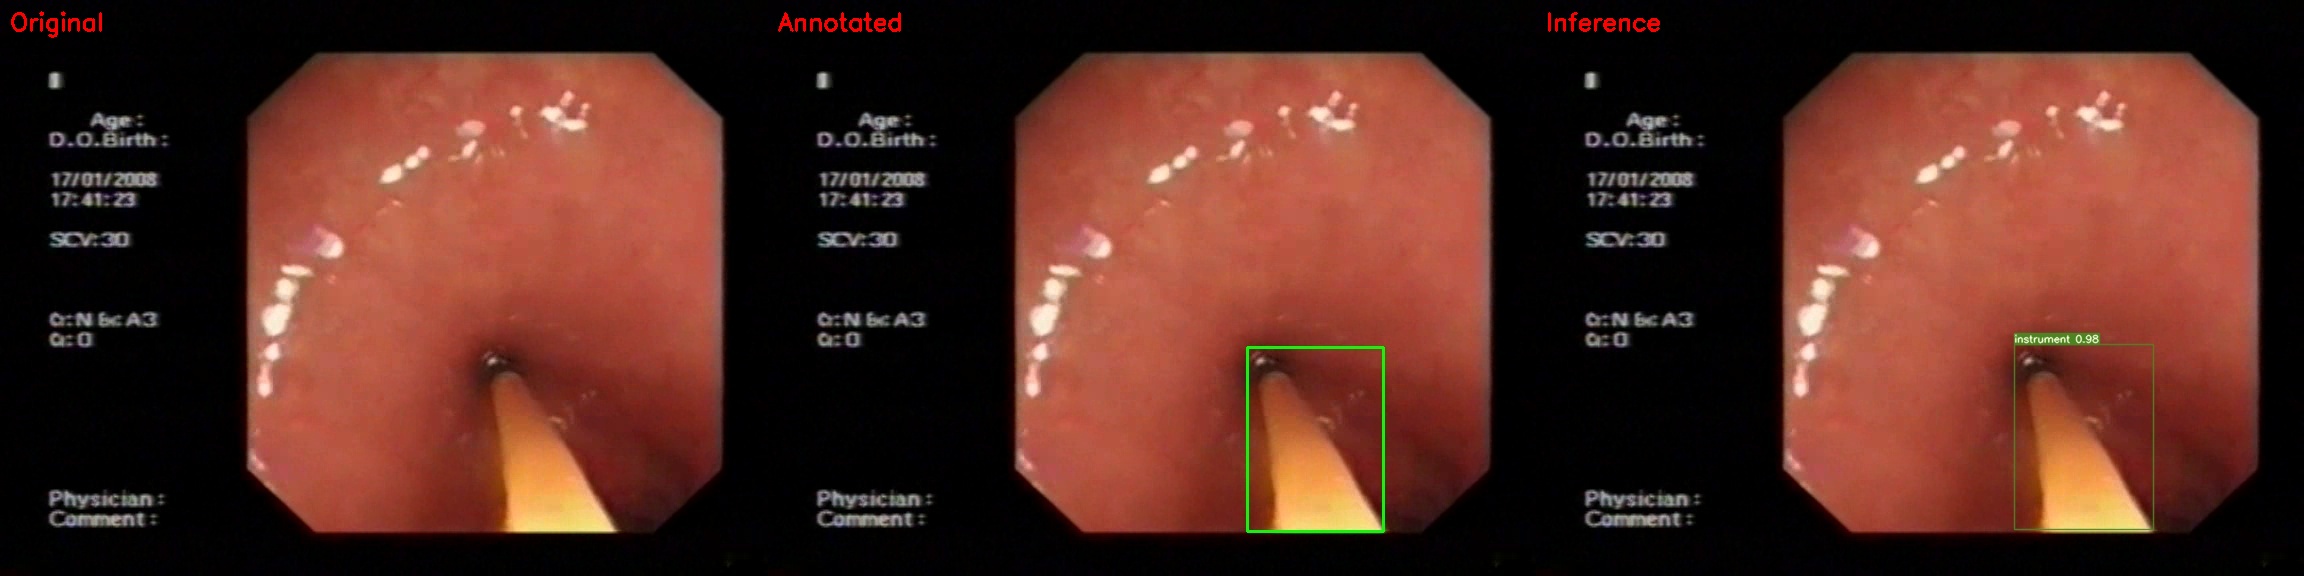 Original
Age:
D.O.Birth:
17/01/2008
17:41:23
SCV:30
Physician:
Comment:
Annotated
Age:
D.O.Birth:
17/01/2008
17:41:23
SCV:30
Physician:
Comment:
Inference
Age:
D.O.Birth:
17/01/2008
17:41:23
SCV:30
instrument 0.98
Physician:
Comment: